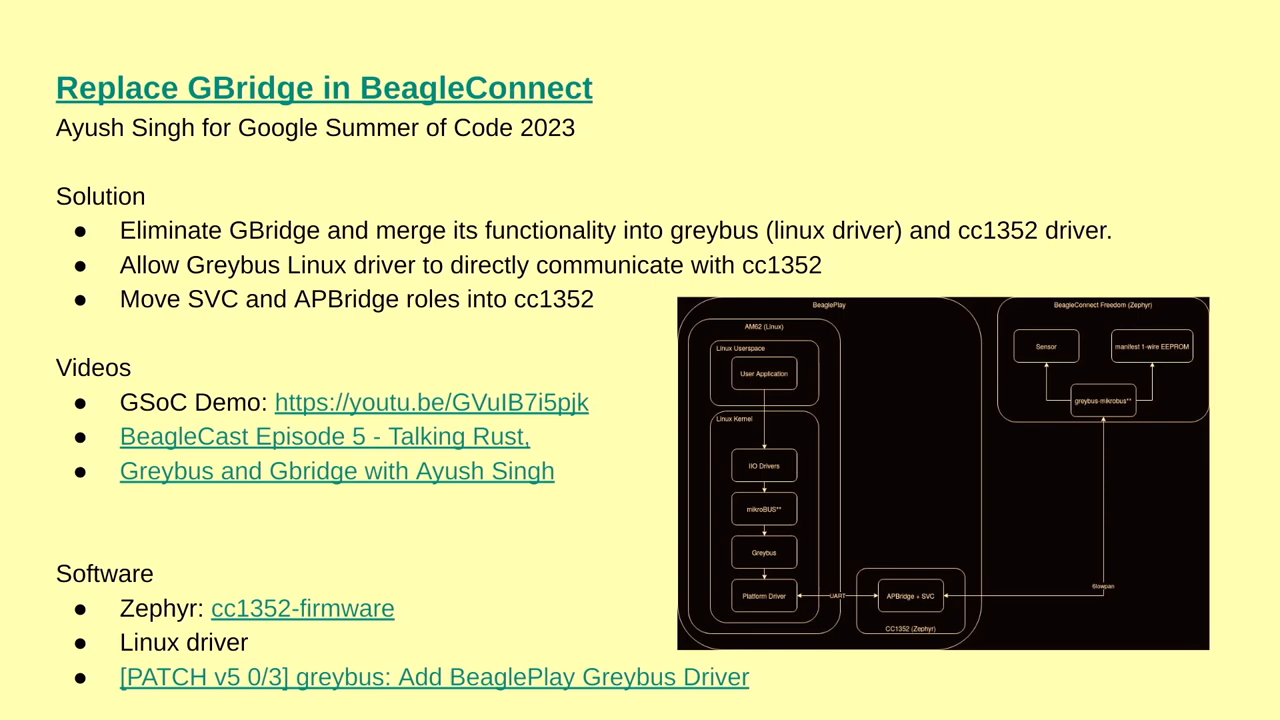 Replace GBridge in BeagleConnect
Ayush Singh for Google Summer of Code 2023
Solution
● Eliminate GBridge and merge its functionality into greybus (linux driver) and cc1352 driver.
● Allow Greybus Linux driver to directly communicate with cc1352
● Move SVC and APBridge roles into cc1352
Videos
● GSoC Demo: https://youtu.be/GVuIB7i5pjk
● BeagleCast Episode 5 - Talking Rust,
● Greybus and Gbridge with Ayush Singh
Software
● Zephyr: cc1352-firmware
● Linux driver
● [PATCH v5 0/3] greybus: Add BeaglePlay Greybus Driver
BeaglePlay
AM62 (Linux)
Linux Userspace
User Application
Linux Kernel
IIO Drivers
mikroBUS**
Greybus
Platform Driver
UART
APBridge + SVC
CC1352 (Zephyr)
BeagleConnect Freedom (Zephyr)
Sensor
manifest 1-wire EEPROM
greybus-mikrobus**
6lowpan